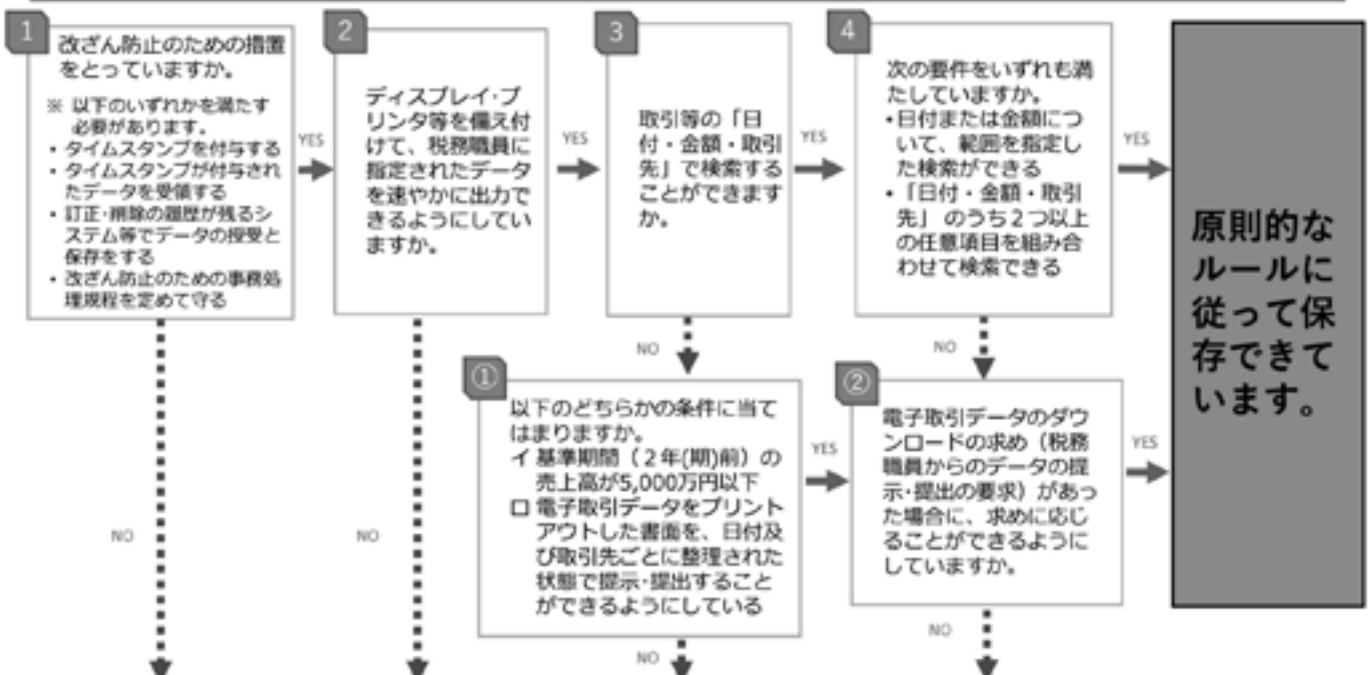 1
改ざん防止のための措置
をとっていますか。
※ 以下のいずれかを満たす
必要があります。
・タイムスタンプを付与する
・タイムスタンプが付与され
たデータを受領する
・訂正・削除の履歴が残るシ
ステム等でデータの授受と
保存をする
・改ざん防止のための事務処
理規程を定めて守る
YES
NO
2
ディスプレイ・プ
リンタ等を備え付
けて、税務職員に
指定されたデータ
を速やかに出力で
きるようにしてい
ますか。
YES
NO
3
取引等の「日
付・金額・取引
先」で検索する
ことができます
か。
YES
NO
4
次の要件をいずれも満
たしていますか。
・日付または金額につ
いて、範囲を指定し
た検索ができる
・「日付・金額・取引
先」のうち2つ以上
の任意項目を組み合
わせて検索できる
YES
NO
①
以下のどちらかの条件に当て
はまりますか。
イ 基準期間(2年(期)前)の
売上高が5,000万円以下
ロ 電子取引データをプリント
アウトした書面を、日付及
び取引先ごとに整理された
状態で提示・提出すること
ができるようにしている
YES
NO
②
電子取引データのダウ
ンロードの求め(税務
職員からのデータの提
示・提出の要求)があっ
た場合に、求めに応じ
ることができるように
していますか。
YES
NO
原則的な
ルールに
従って保
存できて
います。